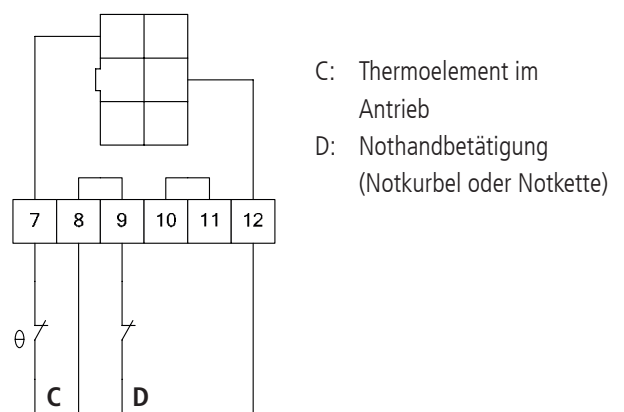 C: Thermoelement im
Antrieb
D: Nothandbetätigung
(Notkurbel oder Notkette)
7 8 9 10 11 12
θ
C D